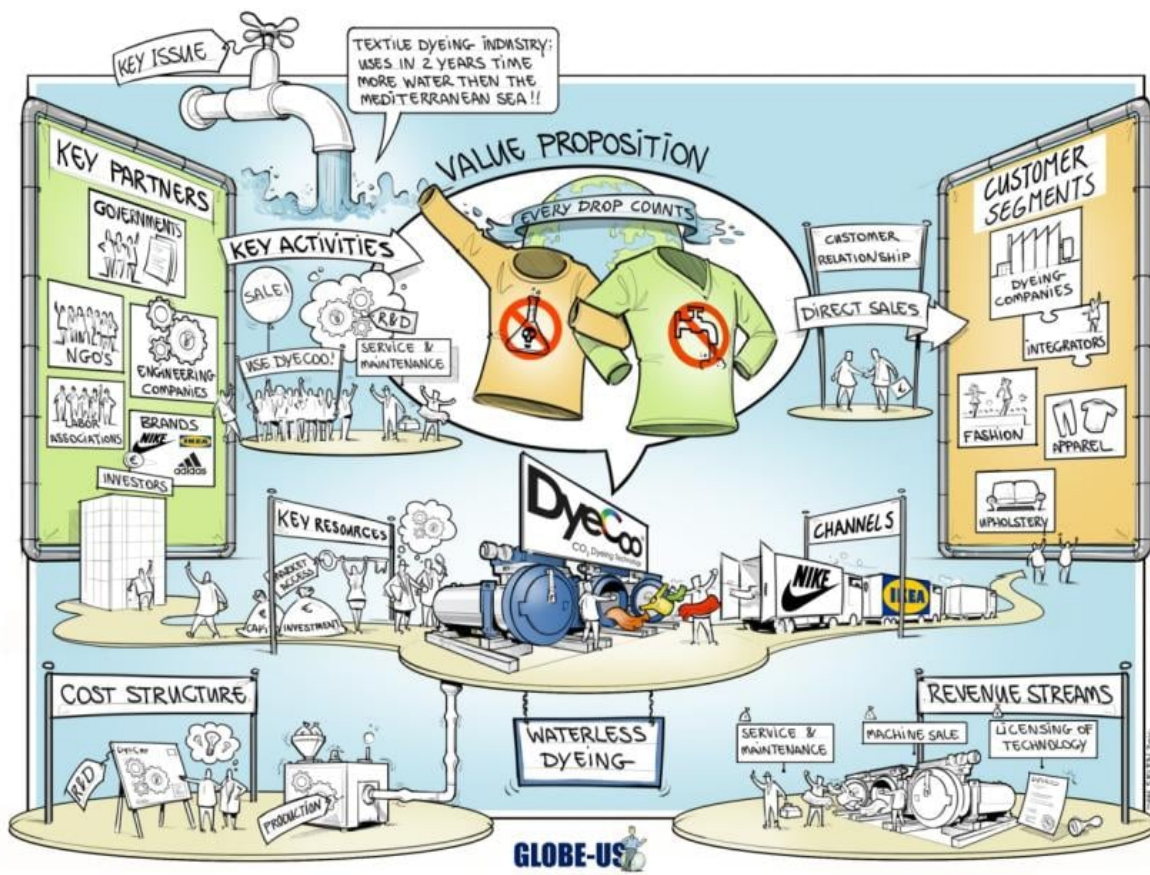 KEY ISSUE
TEXTILE DYEING INDUSTRY;
USES IN 2 YEARS TIME
MORE WATER THEN THE
MEDITERRANEAN SEA!!
VALUE PROPOSITION
EVERY DROP COUNTS
KEY PARTNERS
GOVERNMENTS
NGO'S
ENGINEERING
COMPANIES
LABOR
ASSOCIATIONS
BRANDS
NIKE
IKEA
adidas
INVESTORS
KEY ACTIVITIES
SALE!
R&D
USE DYECOO!
SERVICE &
MAINTENANCE
CUSTOMER
RELATIONSHIP
DIRECT SALES
CUSTOMER
SEGMENTS
DYEING
COMPANIES
INTEGRATORS
FASHION
APPAREL
UPHOLSTERY
KEY RESOURCES
MARKET
ACCESS
INVESTMENT
DyeCoo
CO2 Dyeing Technology
CHANNELS
NIKE
IKEA
COST STRUCTURE
R&D
DyeCoo
PRODUCTION
WATERLESS
DYEING
REVENUE STREAMS
SERVICE &
MAINTENANCE
MACHINE SALE
LICENSING OF
TECHNOLOGY
GLOBE-US